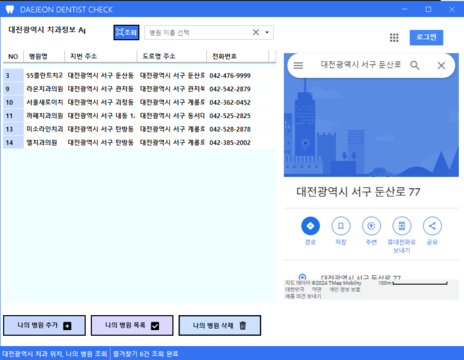 DAEJEON DENTIST CHECK
대전광역시 치과정보 Ap
조회
병원 이름 선택
로그인
NO 병원명 지번 주소 도로명 주소 전화번호
3 S5플란트치고 대전광역시 서구 둔산동 대전광역시 서구 둔산로 042-476-9999
9 라온치과의원 대전광역시 서구 관저동 대전광역시 서구 관저북 042-542-2879
10 서울세로이치 대전광역시 서구 괴정동 대전광역시 서구 계룡로 042-362-0452
11 까페치과의원 대전광역시 서구 내동 1. 대전광역시 서구 동서대 042-525-2825
13 미소라인치과 대전광역시 서구 탄방동 대전광역시 서구 계룡로 042-528-2878
14 엘치과의원 대전광역시 서구 탄방동 대전광역시 서구 계룡로 042-385-2002
대전광역시 서구 둔산로
대전광역시 서구 둔산로 77
경로 저장 주변 휴대전화로 보내기 공유
대전광역시 서구 둔산로 77
지도 데이터 ©2024 TMap Mobility 100m
대한민국 약관 개인 정보 보호
제품 의견 보내기
나의 병원 추가
나의 병원 목록
나의 병원 삭제
대전광역시 치과 위치, 나의 병원 조회 즐겨찾기 6건 조회 완료